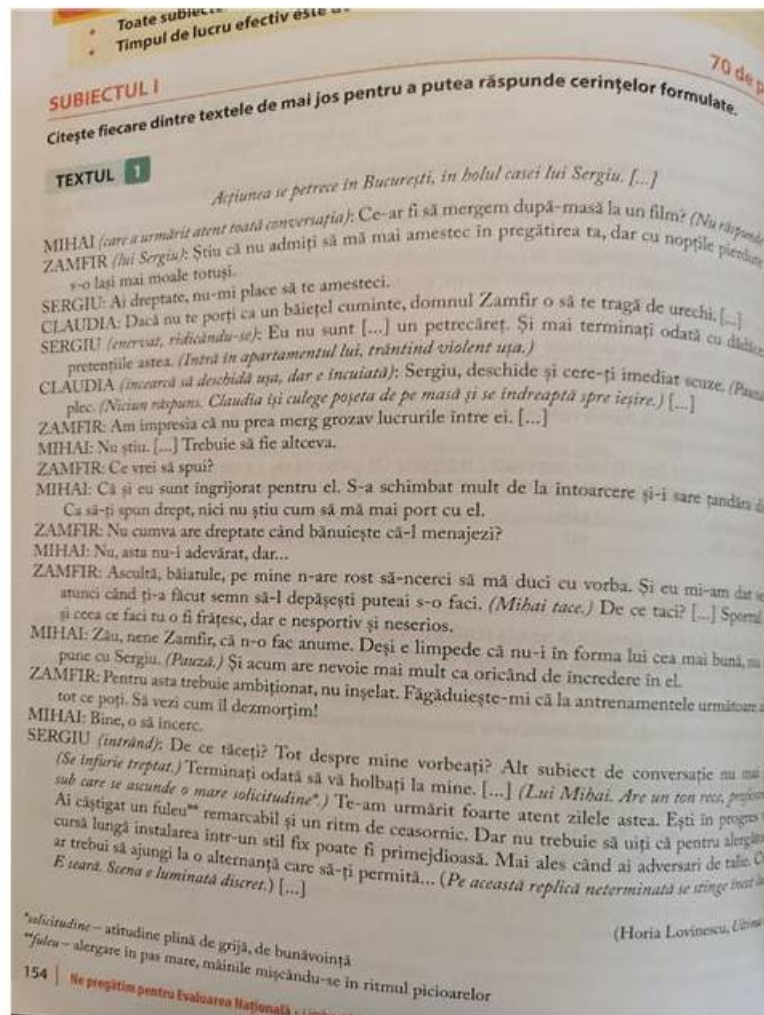 Toate
Timpul de lucru efectiv este
SUBIECTUL I
70 de
Citește fiecare dintre textele de mai jos pentru a putea răspunde cerințelor formulate.
TEXTUL 1
Acțiunea se petrece în București, în holul casei lui Sergiu. [...]
MIHAI (care a urmărit atent toată conversația): Ce-ar fi să mergem după-masă la un film? (Nu răspunde
ZAMFIR (lui Sergiu): Știu că nu admiți să mă mai amestec în pregătirea ta, dar cu nopțile pierdute
s-o lași mai moale totuși.
SERGIU: Ai dreptate, nu-mi place să te amesteci.
CLAUDIA: Dacă nu te porți ca un băiețel cuminte, domnul Zamfir o să te tragă de urechi. [...]
SERGIU (enervat, ridicându-se): Eu nu sunt [...] un petrecăreț. Și mai terminați odată cu
pretențiile astea. (Intră în apartamentul lui, trântind violent ușa.)
CLAUDIA (încearcă să deschidă ușa, dar e încuiată): Sergiu, deschide și cere-ți imediat scuze. (Pauză
plec. (Niciun răspuns. Claudia își culege poșeta de pe masă și se îndreaptă spre ieșire.) [...]
ZAMFIR: Am impresia că nu prea merg grozav lucrurile între ei. [...]
MIHAI: Nu știu. [...] Trebuie să fie altceva.
ZAMFIR: Ce vrei să spui?
MIHAI: Că și eu sunt îngrijorat pentru el. S-a schimbat mult de la întoarcere și-i sare țandăra
Ca să-ți spun drept, nici nu știu cum să mă mai port cu el.
ZAMFIR: Nu cumva are dreptate când bănuiește că-l menajezi?
MIHAI: Nu, asta nu-i adevărat, dar...
ZAMFIR: Ascultă, băiatule, pe mine n-are rost să-ncerci să mă duci cu vorba. Și eu mi-am dat
atunci când ți-a făcut semn să-l depășești puteai s-o faci. (Mihai tace.) De ce taci? [...] Sportul
și ceea ce faci tu o fi frățesc, dar e nesportiv și neserios.
MIHAI: Zău, nene Zamfir, că n-o fac anume. Deși e limpede că nu-i în forma lui cea mai bună, nu
pune cu Sergiu. (Pauză.) Și acum are nevoie mai mult ca oricând de încredere în el.
ZAMFIR: Pentru asta trebuie ambiționat, nu înșelat. Făgăduiește-mi că la antrenamentele următoare
tot ce poți. Să vezi cum îl dezmorțim!
MIHAI: Bine, o să încerc.
SERGIU (intrând): De ce tăceți? Tot despre mine vorbeați? Alt subiect de conversație nu mai
(Se înfurie treptat.) Terminați odată să vă holbați la mine. [...] (Lui Mihai. Are un ton rece,
sub care se ascunde o mare solicitudine*.) Te-am urmărit foarte atent zilele astea. Ești în progres
Ai câștigat un fuleu** remarcabil și un ritm de ceasornic. Dar nu trebuie să uiți că pentru
cursă lungă instalarea într-un stil fix poate fi primejdioasă. Mai ales când ai adversari de talie.
ar trebui să ajungi la o alternanță care să-ți permită... (Pe această replică neterminată se stinge încet
E seară. Scena e luminată discret.) [...]
(Horia Lovinescu, Ultima
*solicitudine – atitudine plină de grijă, de bunăvoință
**fuleu – alergare în pas mare, mâinile mișcându-se în ritmul picioarelor
154 | Ne pregătim pentru Evaluarea Națională